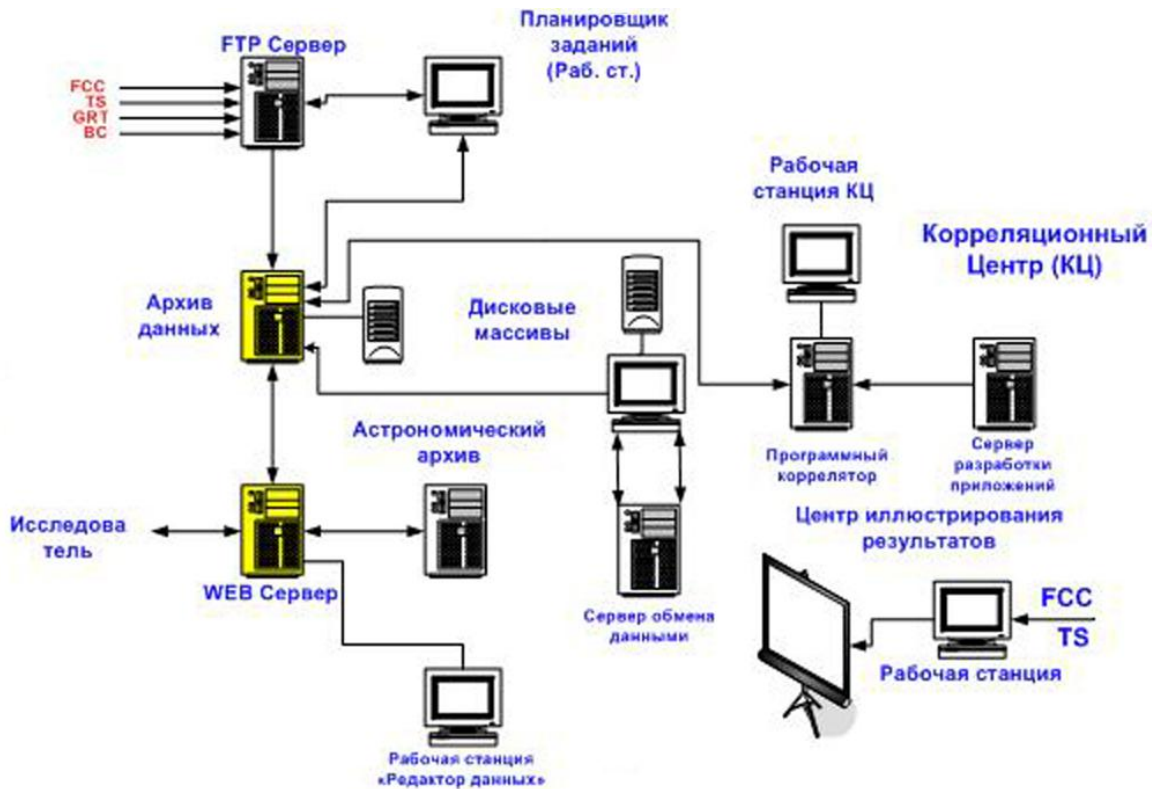 Планировщик
заданий
(Раб. ст.)
FTP Сервер
FCC
TS
GRT
BC
Рабочая
станция КЦ
Корреляционный
Центр (КЦ)
Архив
данных
Дисковые
массивы
Астрономический
архив
Программный
коррелятор
Сервер
разработки
приложений
Исследова
тель
WEB Сервер
Центр иллюстрирования
результатов
Сервер обмена
данными
FCC
TS
Рабочая станция
Рабочая станция
«Редактор данных»